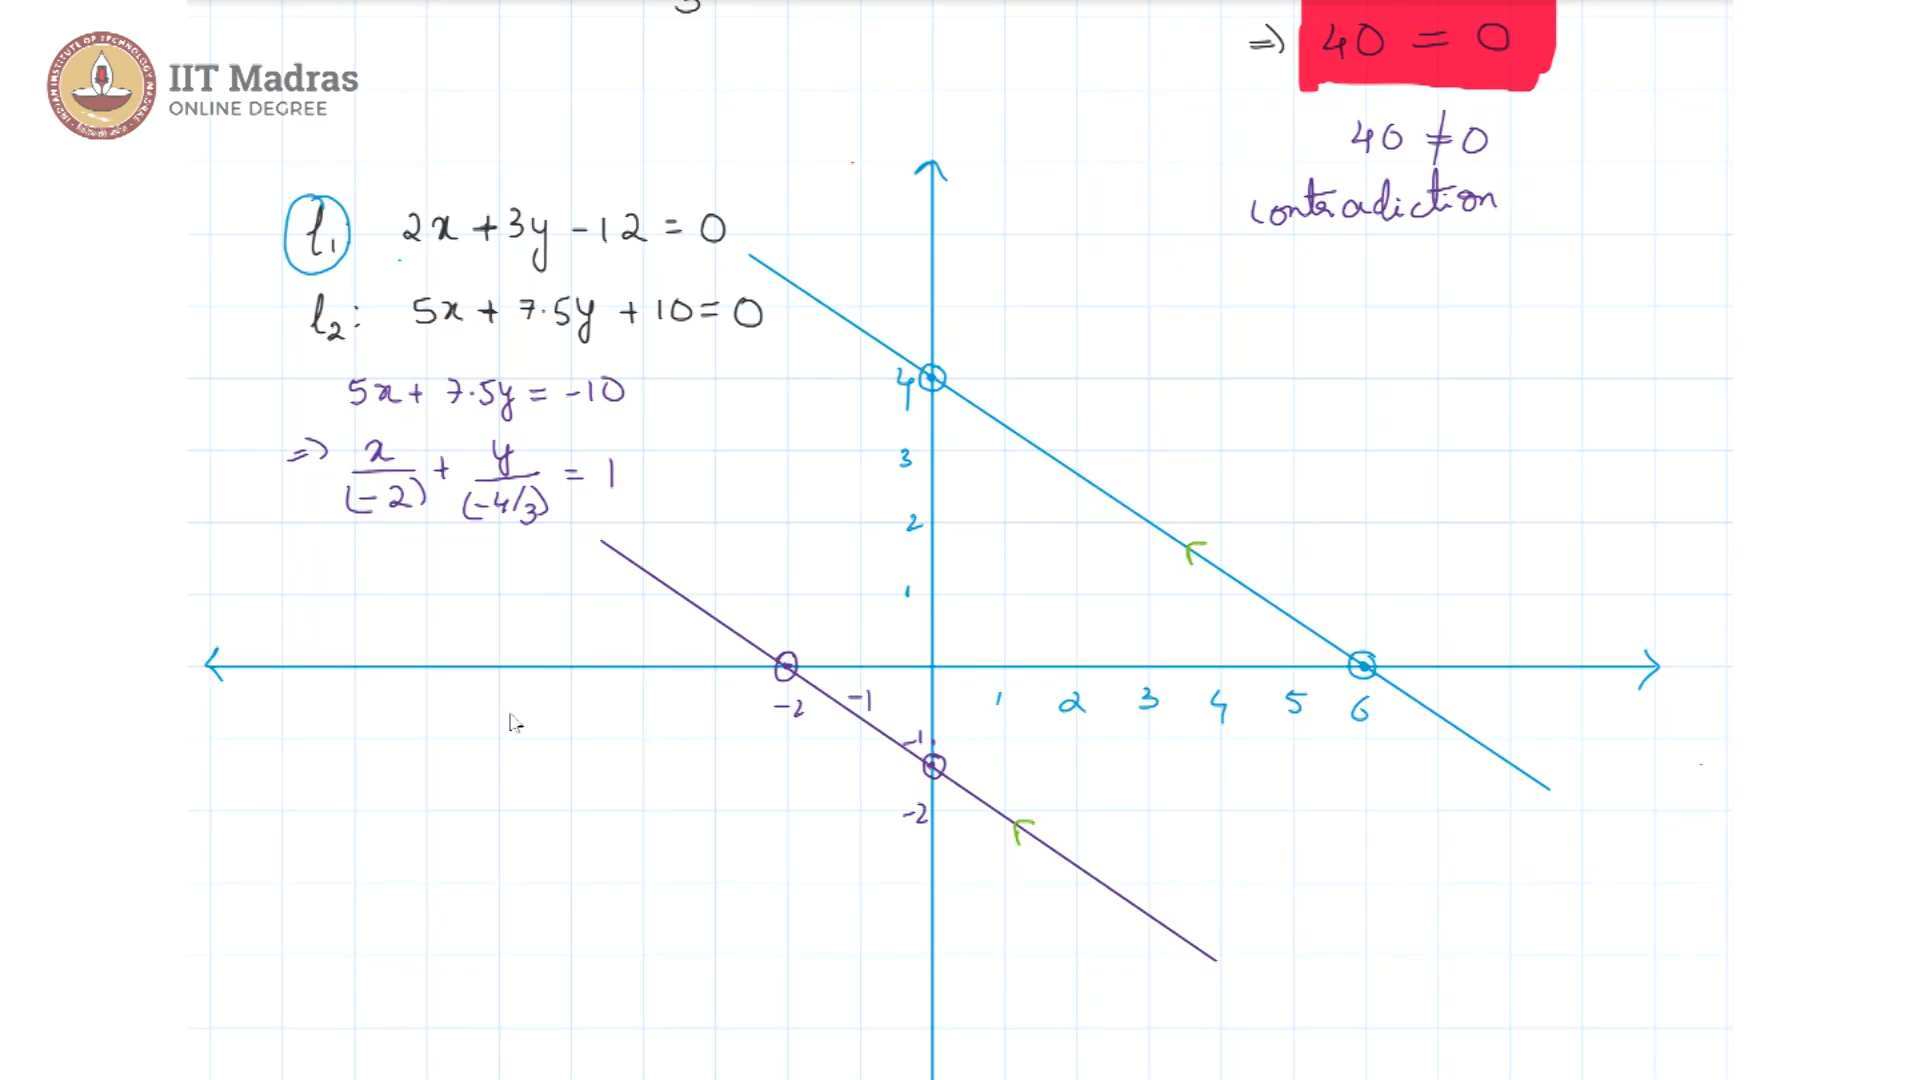 IIT Madras
ONLINE DEGREE
⇒ 40 = 0
40 ≠ 0
contradiction
l₁ 2x + 3y - 12 = 0
l₂: 5x + 7.5y + 10 = 0
5x + 7.5y = -10
⇒ x/(-2) + y/(-4/3) = 1
4
3
2
1
-2 -1 1 2 3 4 5 6
-1
-2